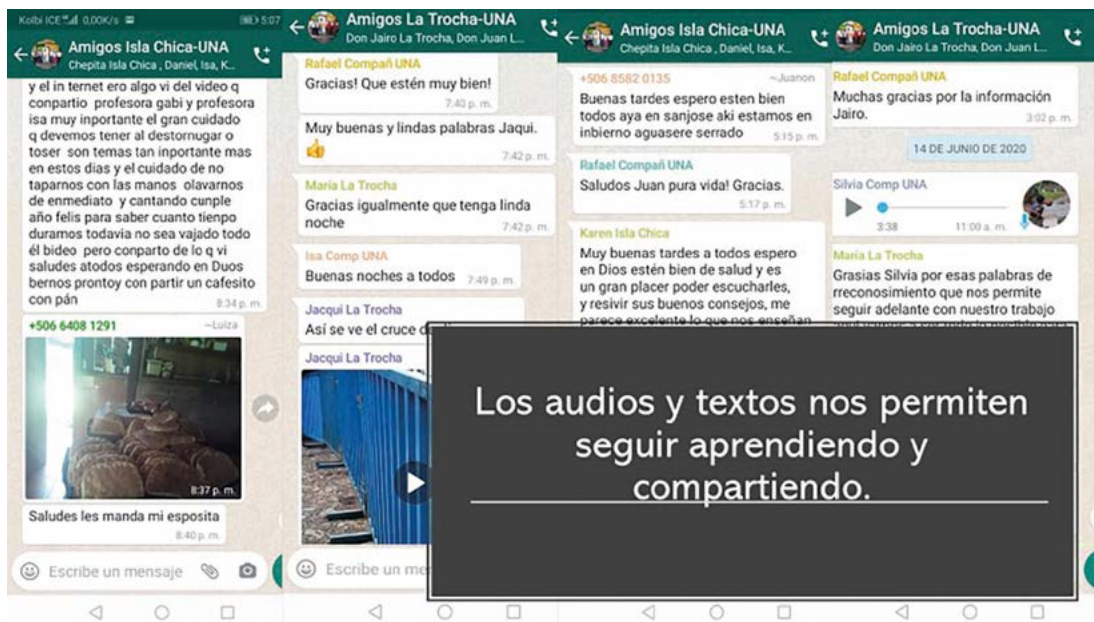 Kolbi ICE 0,00K/s 5:07
Amigos Isla Chica-UNA
Chepita Isla Chica , Daniel, Isa, K...
y el in ternet ero algo vi del video q
conpartio profesora gabi y profesora
isa muy inportante el gran cuidado
q devemos tener al destornugar o
toser son temas tan inportante mas
en estos dias y el cuidado de no
taparnos con las manos olavarnos
de enmediato y cantando cunple
año felis para saber cuanto tienpo
duramos todavia no sea vajado todo
él bideo pero conparto de lo q vi
saludes atodos esperando en Duos
bernos prontoy con partir un cafesito
con pán
8:34 p. m.
+506 6408 1291 ~Luiza
8:37 p. m.
Saludes les manda mi esposita
8:40 p. m.
Escribe un mensaje
Amigos La Trocha-UNA
Don Jairo La Trocha, Don Juan L...
Rafael Compañ UNA
Gracias! Que estén muy bien!
7:40 p. m.
Muy buenas y lindas palabras Jaqui.
👍
7:42 p. m.
María La Trocha
Gracias igualmente que tenga linda
noche
7:42 p. m.
Isa Comp UNA
Buenas noches a todos 7:49 p. m.
Jacqui La Trocha
Así se ve el cruce
Jacqui La Trocha
Escribe un me
Amigos Isla Chica-UNA
Chepita Isla Chica , Daniel, Isa, K...
+506 8582 0135 ~Juanon
Buenas tardes espero esten bien
todos aya en sanjose aki estamos en
inbierno aguasere serrado
5:15 p. m.
Rafael Compañ UNA
Saludos Juan pura vida! Gracias.
5:17 p. m.
Karen Isla Chica
Muy buenas tardes a todos espero
en Dios estén bien de salud y es
un gran placer poder escucharles,
y resivir sus buenos consejos, me
parece excelente lo que nos enseñan
Amigos La Trocha-UNA
Don Jairo La Trocha, Don Juan L...
Rafael Compañ UNA
Muchas gracias por la información
Jairo.
3:02 p. m.
14 DE JUNIO DE 2020
Silvia Comp UNA
3:38 11:00 a. m.
María La Trocha
Grasias Silvia por esas palabras de
rreconosimiento que nos permite
seguir adelante con nuestro trabajo
Los audios y textos nos permiten
seguir aprendiendo y
compartiendo.